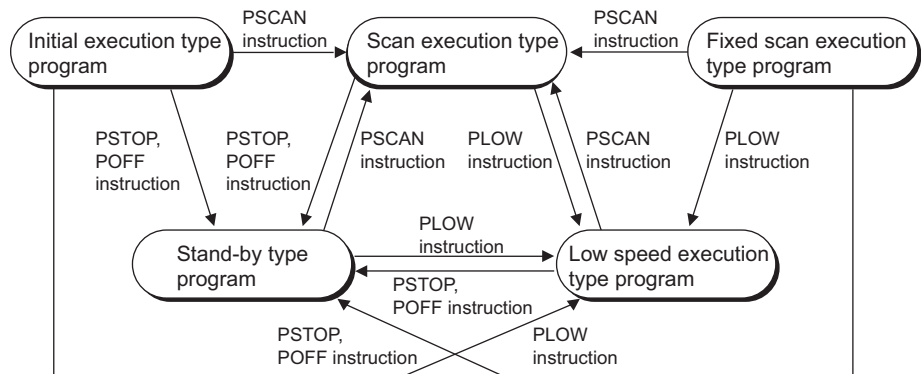 PSCAN
instruction
PSCAN
instruction
Initial execution type
program
Scan execution type
program
Fixed scan execution
type program
PSTOP,
POFF
instruction
PSTOP,
POFF
instruction
PSCAN
instruction
PLOW
instruction
PSCAN
instruction
PLOW
instruction
Stand-by type
program
PLOW
instruction
Low speed execution
type program
PSTOP,
POFF instruction
PSTOP,
POFF instruction
PLOW
instruction